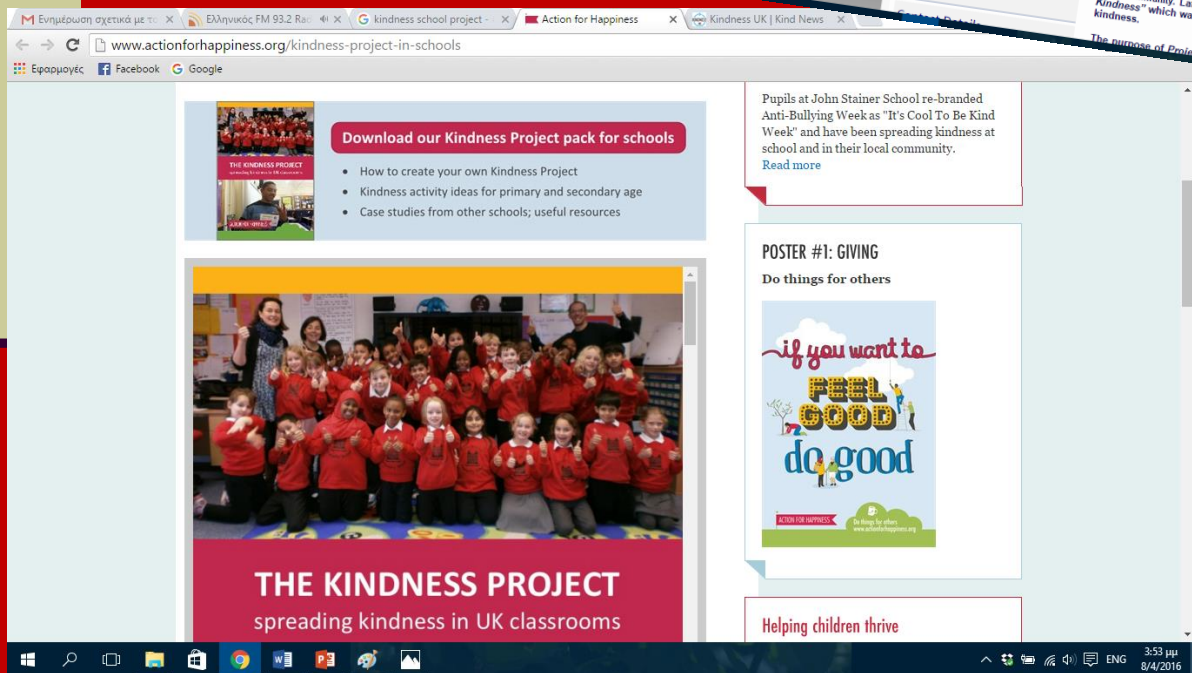 Kindness" which wa
kindness.
The purpose of Proje
Contact Details
Ενημέρωση σχετικά με το
Ελληνικός FM 93.2 Rad
kindness school project -
Action for Happiness
Kindness UK | Kind News
www.actionforhappiness.org/kindness-project-in-schools
Εφαρμογές Facebook Google
THE KINDNESS PROJECT
spreading kindness in UK classrooms
Download our Kindness Project pack for schools
• How to create your own Kindness Project
• Kindness activity ideas for primary and secondary age
• Case studies from other schools; useful resources
THE KINDNESS PROJECT
spreading kindness in UK classrooms
Pupils at John Stainer School re-branded
Anti-Bullying Week as "It's Cool To Be Kind
Week" and have been spreading kindness at
school and in their local community.
Read more
POSTER #1: GIVING
Do things for others
if you want to
FEEL
GOOD
do good
ACTION FOR HAPPINESS
Do things for others
www.actionforhappiness.org
Helping children thrive
ENG
3:53 μμ
8/4/2016